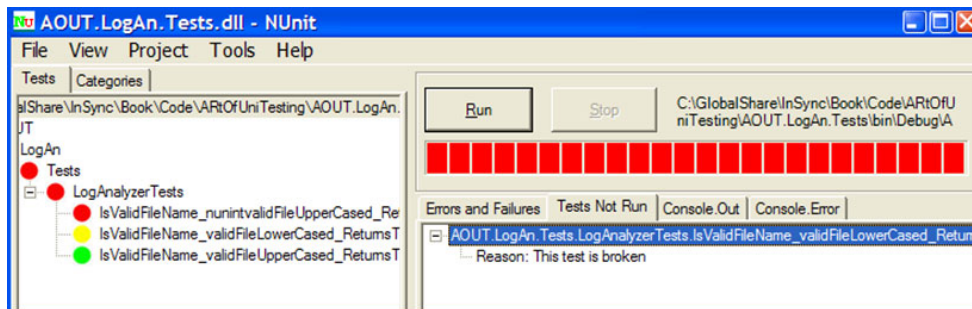 NU AOUT.LogAn.Tests.dll - NUnit
File View Project Tools Help
Tests Categories
alShare\InSync\Book\Code\ARtOfUniTesting\AOUT.LogAn.
UT
LogAn
Tests
LogAnalyzerTests
IsValidFileName_nunintvalidFileUpperCased_Re
IsValidFileName_validFileLowerCased_ReturnsT
IsValidFileName_validFileUpperCased_ReturnsT
Run Stop
C:\GlobalShare\InSync\Book\Code\ARtOfU
niTesting\AOUT.LogAn.Tests\bin\Debug\A
Errors and Failures Tests Not Run Console.Out Console.Error
AOUT.LogAn.Tests.LogAnalyzerTests.IsValidFileName_validFileLowerCased_Return
Reason: This test is broken